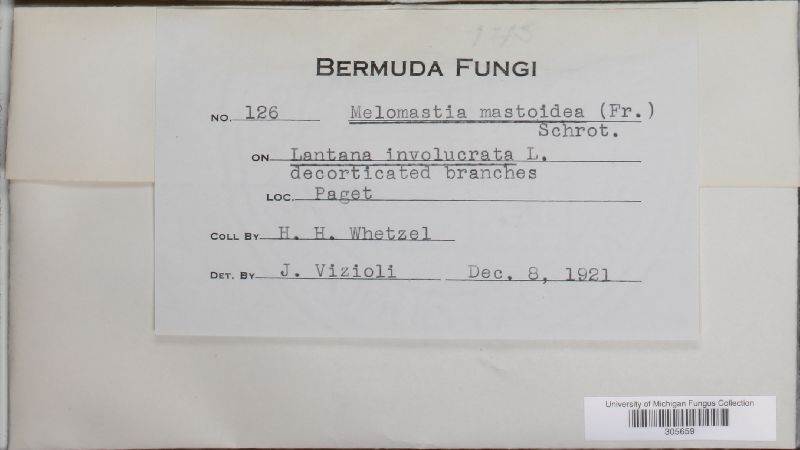 BERMUDA FUNGI
NO. 126 Melomastia mastoidea (Fr.)
Schrot.
ON Lantana involucrata L.
decorticated branches
LOC. Paget
COLL BY H. H. Whetzel
DET. BY J. Vizioli Dec. 8, 1921
University of Michigan Fungus Collection
305659